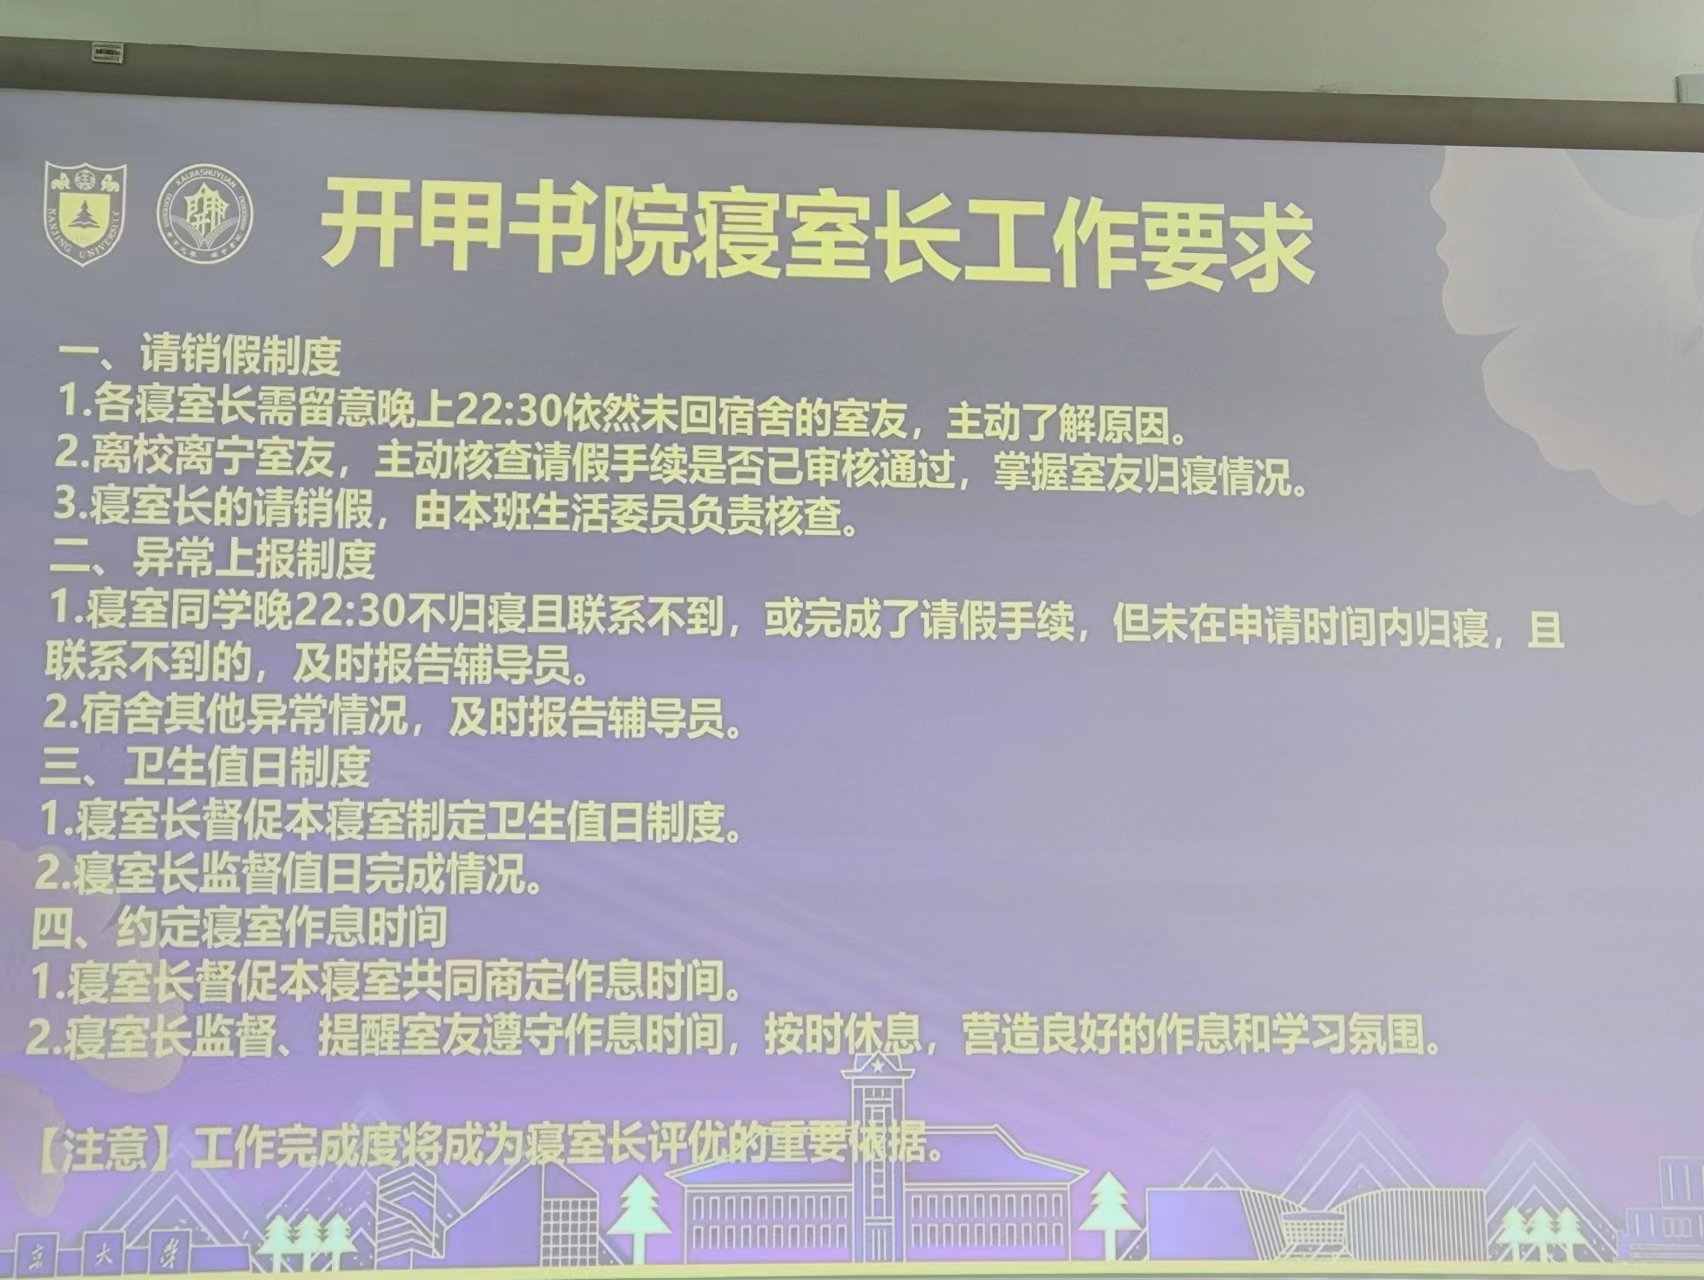 NANJING UNIVERSITY
KAIJIASHUYUAN
开甲书院寝室长工作要求
一、请销假制度
1.各寝室长需留意晚上22:30依然未回宿舍的室友，主动了解原因。
2.离校离宁室友，主动核查请假手续是否已审核通过，掌握室友归寝情况。
3.寝室长的请销假，由本班生活委员负责核查。
二、异常上报制度
1.寝室同学晚22:30不归寝且联系不到，或完成了请假手续，但未在申请时间内归寝，且
联系不到的，及时报告辅导员。
2.宿舍其他异常情况，及时报告辅导员。
三、卫生值日制度
1.寝室长督促本寝室制定卫生值日制度。
2.寝室长监督值日完成情况。
四、约定寝室作息时间
1.寝室长督促本寝室共同商定作息时间。
2.寝室长监督、提醒室友遵守作息时间，按时休息，营造良好的作息和学习氛围。
【注意】工作完成度将成为寝室长评优的重要依据。
京大学